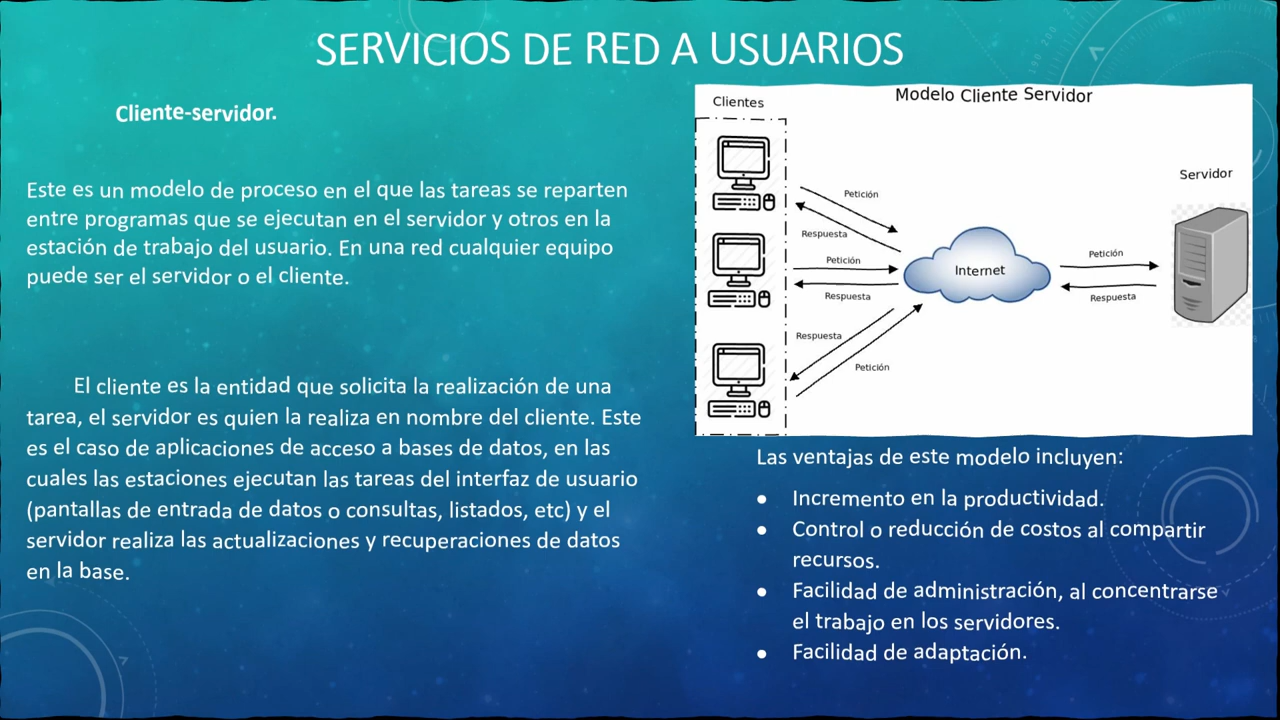 SERVICIOS DE RED A USUARIOS
Cliente-servidor.
Este es un modelo de proceso en el que las tareas se reparten
entre programas que se ejecutan en el servidor y otros en la
estación de trabajo del usuario. En una red cualquier equipo
puede ser el servidor o el cliente.
El cliente es la entidad que solicita la realización de una
tarea, el servidor es quien la realiza en nombre del cliente. Este
es el caso de aplicaciones de acceso a bases de datos, en las
cuales las estaciones ejecutan las tareas del interfaz de usuario
(pantallas de entrada de datos o consultas, listados, etc) y el
servidor realiza las actualizaciones y recuperaciones de datos
en la base.
Modelo Cliente Servidor
Clientes
Servidor
Petición
Respuesta
Petición
Respuesta
Respuesta
Petición
Internet
Petición
Respuesta
Las ventajas de este modelo incluyen:
• Incremento en la productividad.
• Control o reducción de costos al compartir
recursos.
• Facilidad de administración, al concentrarse
el trabajo en los servidores.
• Facilidad de adaptación.